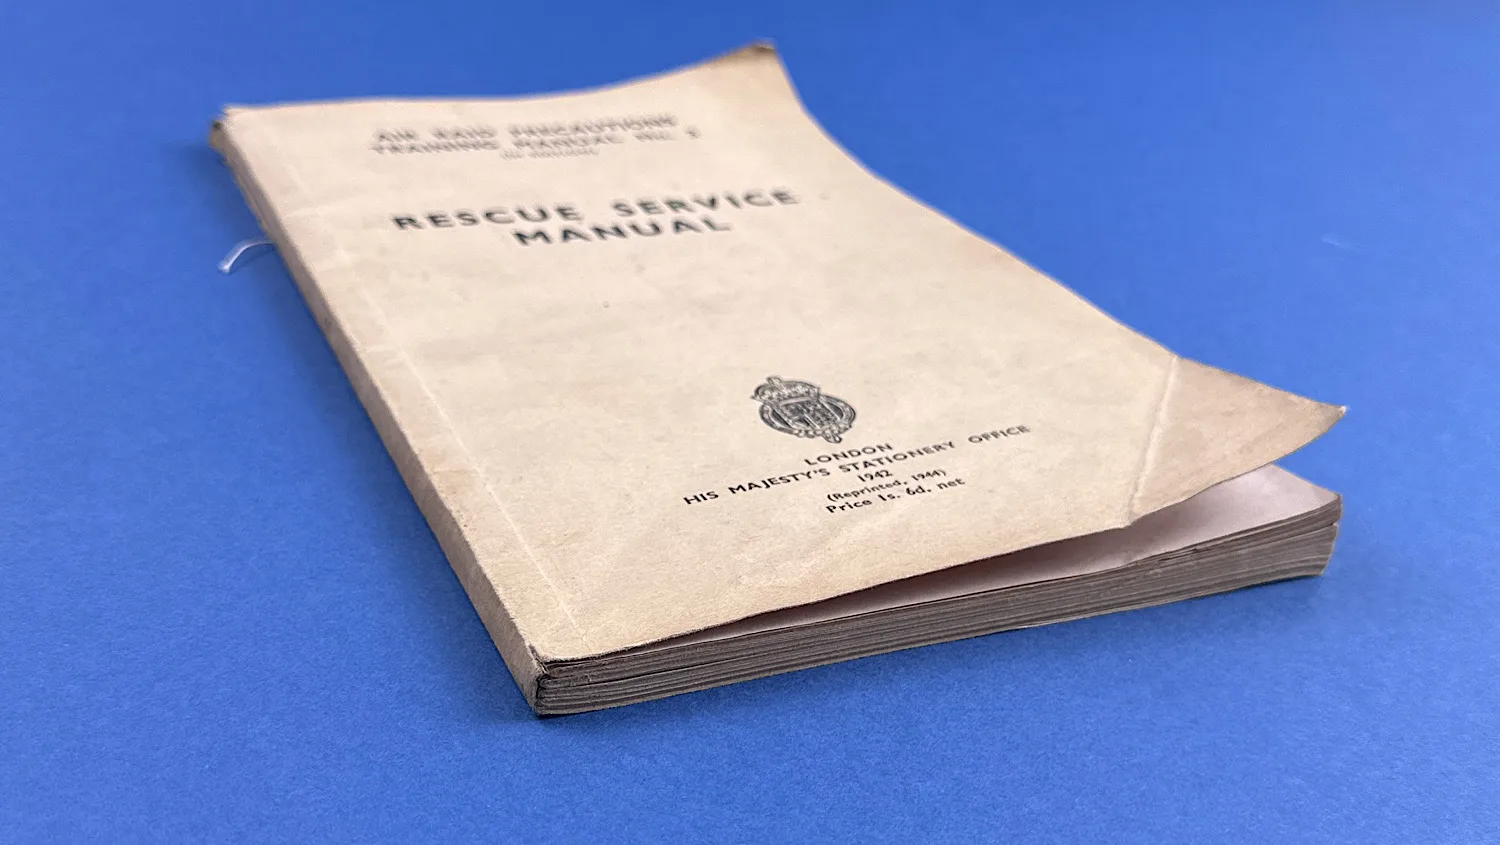 AIR RAID PRECAUTIONS
TRAINING MANUAL No.
RESCUE SERVICE
MANUAL
LONDON
HIS MAJESTY'S STATIONERY OFFICE
1942
(Reprinted, 1944)
Price 1s. 6d. net